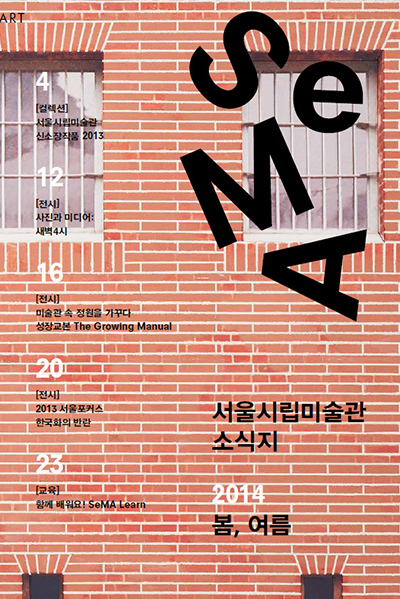 ART
SeMA
4
[컬렉션]
서울시립미술관
신소장작품 2013
12
[전시]
사진과 미디어:
새벽4시
16
[전시]
미술관 속 정원을 가꾸다
성장교본 The Growing Manual
20
[전시]
2013 서울포커스
한국화의 반란
23
[교육]
함께 배워요! SeMA Learn
서울시립미술관
소식지
2014
봄, 여름